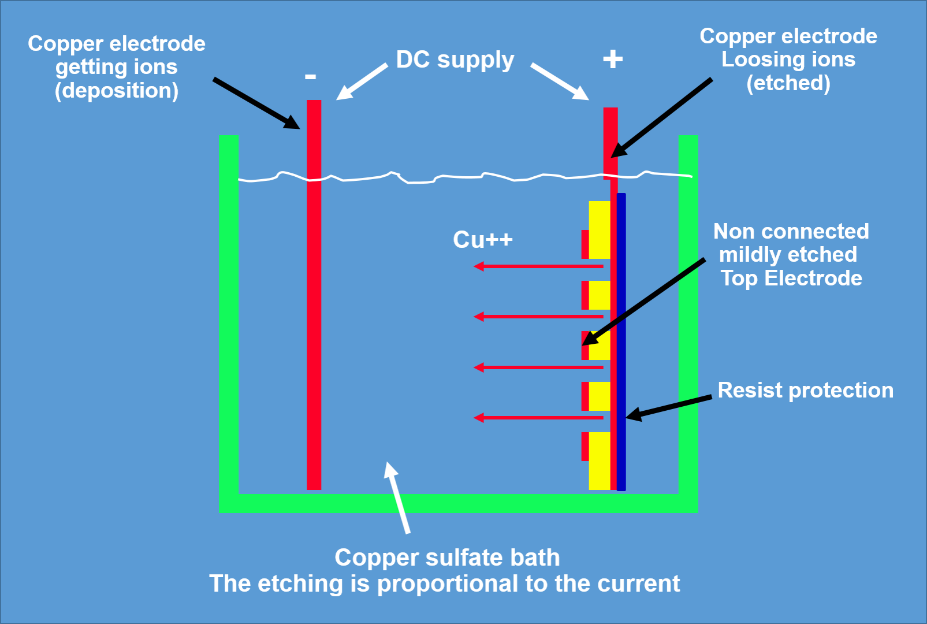 Copper electrode
getting ions
(deposition)
-
DC supply
+
Copper electrode
Loosing ions
(etched)
Cu++
Non connected
mildly etched
Top Electrode
Resist protection
Copper sulfate bath
The etching is proportional to the current